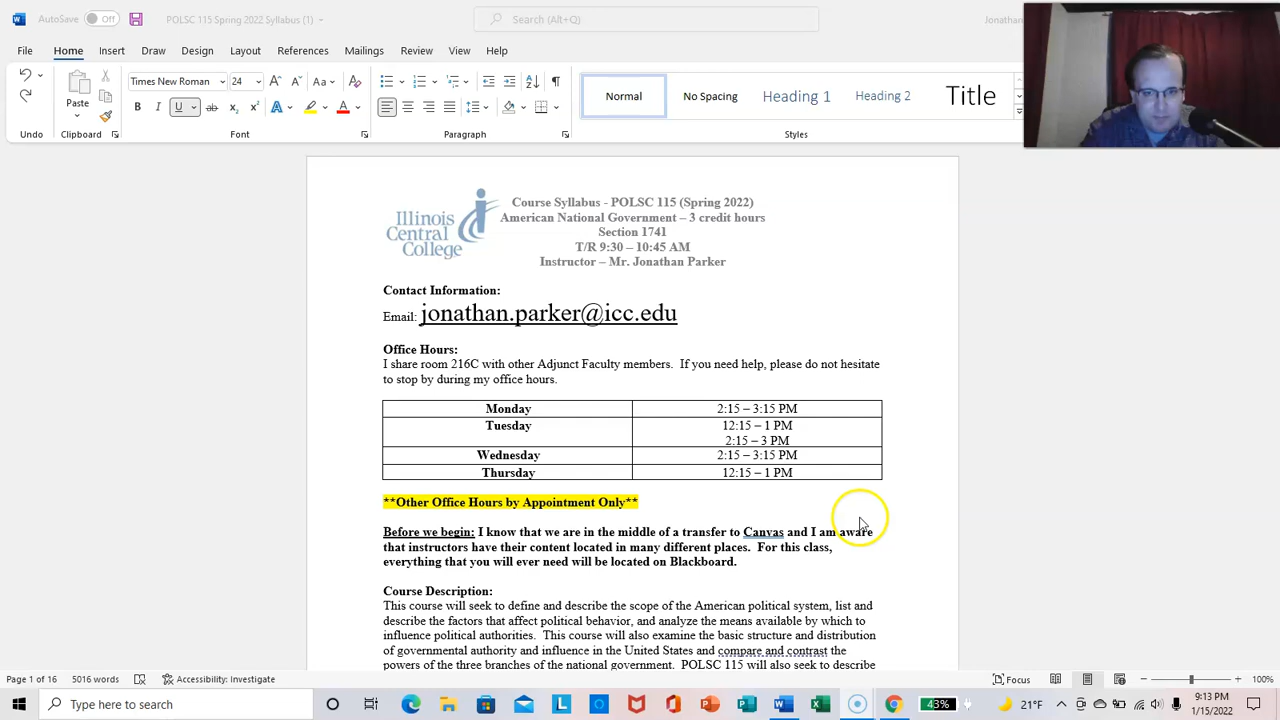 AutoSave Off POLSC 115 Spring 2022 Syllabus (1) Search (Alt+Q) Jonathan
File Home Insert Draw Design Layout References Mailings Review View Help
Times New Roman 24
Paste Normal No Spacing Heading 1 Heading 2 Title
Undo Clipboard Font Paragraph Styles
Illinois
Central
College
Course Syllabus - POLSC 115 (Spring 2022)
American National Government – 3 credit hours
Section 1741
T/R 9:30 – 10:45 AM
Instructor – Mr. Jonathan Parker
Contact Information:
Email: jonathan.parker@icc.edu
Office Hours:
I share room 216C with other Adjunct Faculty members. If you need help, please do not hesitate
to stop by during my office hours.
Monday 2:15 – 3:15 PM
Tuesday 12:15 – 1 PM
2:15 – 3 PM
Wednesday 2:15 – 3:15 PM
Thursday 12:15 – 1 PM
**Other Office Hours by Appointment Only**
Before we begin: I know that we are in the middle of a transfer to Canvas and I am aware
that instructors have their content located in many different places. For this class,
everything that you will ever need will be located on Blackboard.
Course Description:
This course will seek to define and describe the scope of the American political system, list and
describe the factors that affect political behavior, and analyze the means available by which to
influence political authorities. This course will also examine the basic structure and distribution
of governmental authority and influence in the United States and compare and contrast the
powers of the three branches of the national government. POLSC 115 will also seek to describe
Page 1 of 16 5016 words Accessibility: Investigate Focus 100%
Type here to search 43% 21°F 9:13 PM
1/15/2022